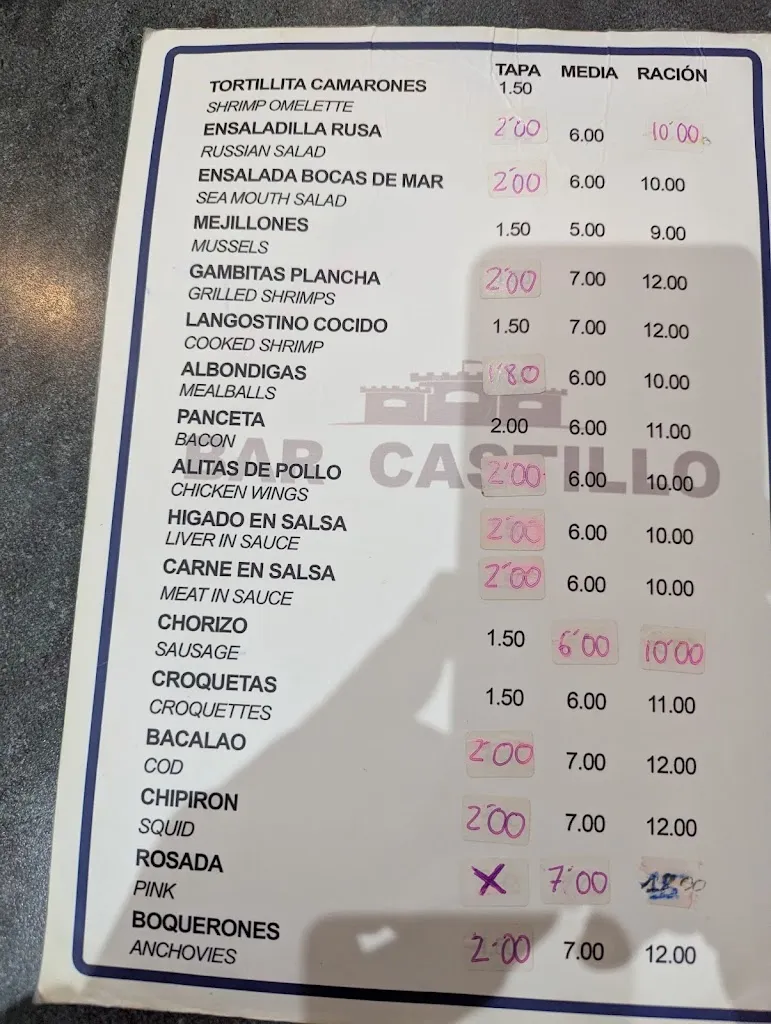 TAPA MEDIA RACIÓN
TORTILLITA CAMARONES 1.50
SHRIMP OMELETTE
ENSALADILLA RUSA 2'00 6.00 10'00
RUSSIAN SALAD
ENSALADA BOCAS DE MAR 2'00 6.00 10.00
SEA MOUTH SALAD
MEJILLONES 1.50 5.00 9.00
MUSSELS
GAMBITAS PLANCHA 2'00 7.00 12.00
GRILLED SHRIMPS
LANGOSTINO COCIDO 1.50 7.00 12.00
COOKED SHRIMP
ALBONDIGAS 1'80 6.00 10.00
MEALBALLS
PANCETA 2.00 6.00 11.00
BACON
BAR CASTILLO
ALITAS DE POLLO 2'00 6.00 10.00
CHICKEN WINGS
HIGADO EN SALSA 2'00 6.00 10.00
LIVER IN SAUCE
CARNE EN SALSA 2'00 6.00 10.00
MEAT IN SAUCE
CHORIZO 1.50 6'00 10'00
SAUSAGE
CROQUETAS 1.50 6.00 11.00
CROQUETTES
BACALAO 2'00 7.00 12.00
COD
CHIPIRON 2'00 7.00 12.00
SQUID
ROSADA X 7'00
PINK
BOQUERONES 2'00 7.00 12.00
ANCHOVIES